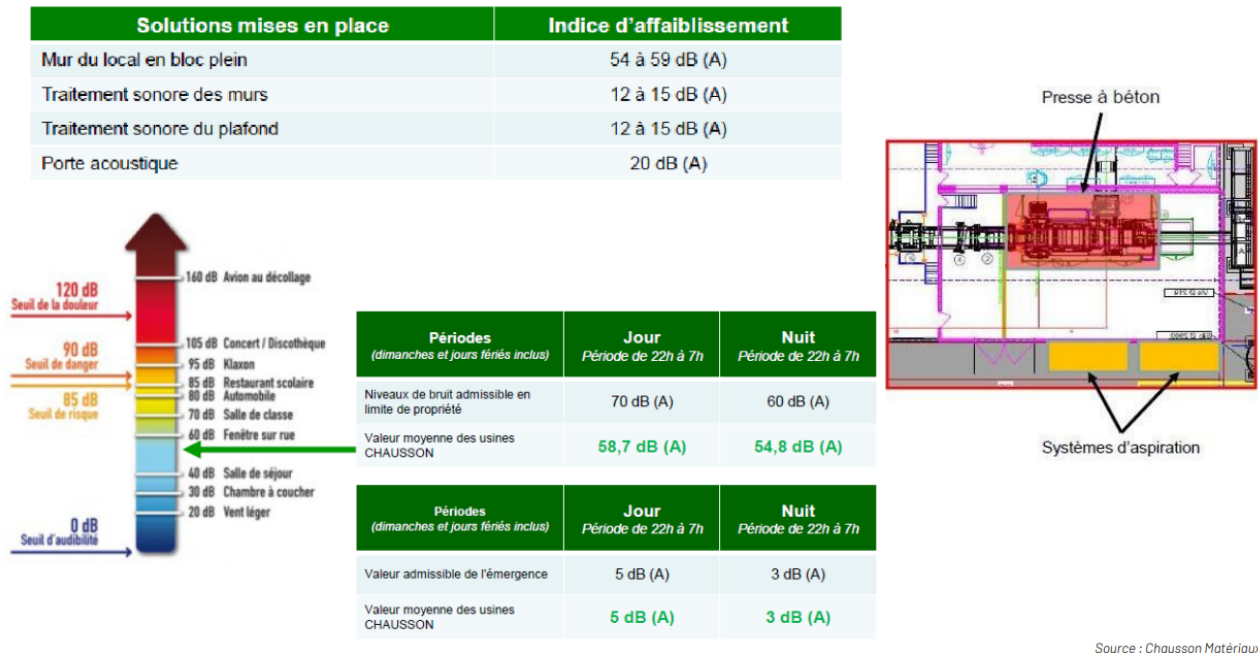 Solutions mises en place Indice d'affaiblissement
Mur du local en bloc plein 54 à 59 dB (A)
Traitement sonore des murs 12 à 15 dB (A)
Traitement sonore du plafond 12 à 15 dB (A)
Porte acoustique 20 dB (A)
Presse à béton
Systèmes d'aspiration
160 dB Avion au décollage
120 dB
Seuil de la douleur
105 dB Concert / Discothèque
90 dB
Seuil de danger
95 dB Klaxon
85 dB Restaurant scolaire
85 dB
Seuil de risque
80 dB Automobile
70 dB Salle de classe
60 dB Fenêtre sur rue
40 dB Salle de séjour
30 dB Chambre à coucher
20 dB Vent léger
0 dB
Seuil d'audibilité
Périodes Jour Nuit
(dimanches et jours fériés inclus) Période de 22h à 7h Période de 22h à 7h
Niveaux de bruit admissible en
limite de propriété 70 dB (A) 60 dB (A)
Valeur moyenne des usines
CHAUSSON 58,7 dB (A) 54,8 dB (A)
Périodes Jour Nuit
(dimanches et jours fériés inclus) Période de 22h à 7h Période de 22h à 7h
Valeur admissible de l'émergence 5 dB (A) 3 dB (A)
Valeur moyenne des usines
CHAUSSON 5 dB (A) 3 dB (A)
Source : Chausson Matériaux